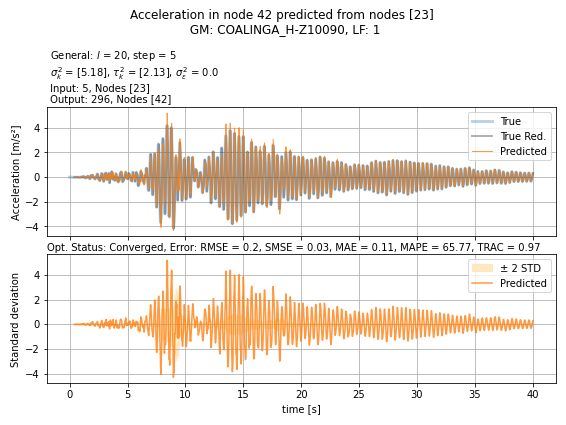 Acceleration in node 42 predicted from nodes [23]
GM: COALINGA_H-Z10090, LF: 1
General: l = 20, step = 5
σ²ₖ = [5.18], τ²ₖ = [2.13], σ²ε = 0.0
Input: 5, Nodes [23]
Output: 296, Nodes [42]
Acceleration [m/s²]
4
2
0
−2
−4
True
True Red.
Predicted
Opt. Status: Converged, Error: RMSE = 0.2, SMSE = 0.03, MAE = 0.11, MAPE = 65.77, TRAC = 0.97
Standard deviation
4
2
0
−2
−4
± 2 STD
Predicted
0 5 10 15 20 25 30 35 40
time [s]